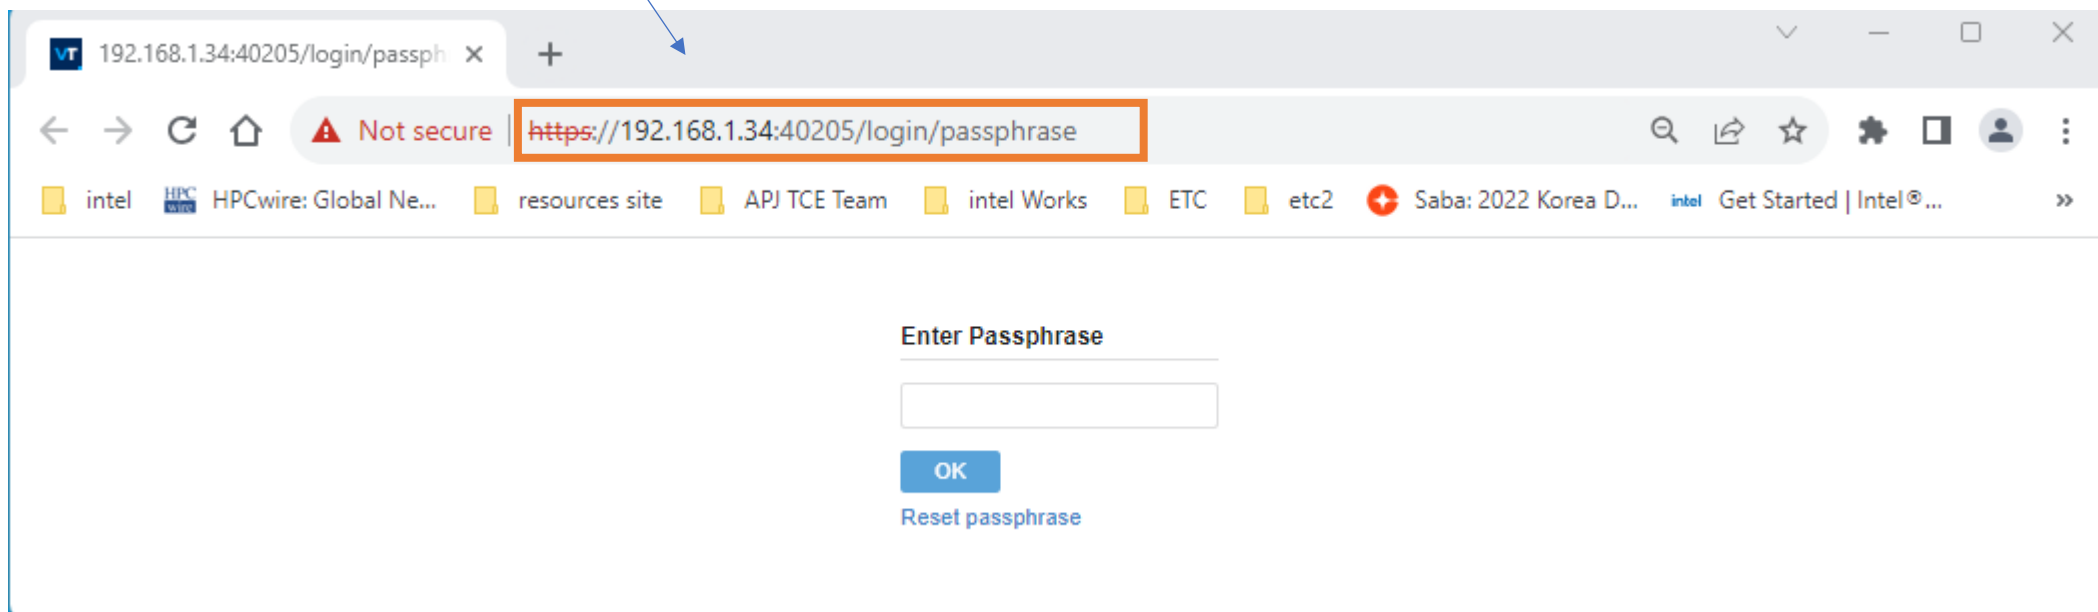 VT 192.168.1.34:40205/login/passph
Not secure https://192.168.1.34:40205/login/passphrase
intel HPC wire HPCwire: Global Ne... resources site APJ TCE Team intel Works ETC etc2 Saba: 2022 Korea D... intel Get Started | Intel®... »
Enter Passphrase
OK
Reset passphrase